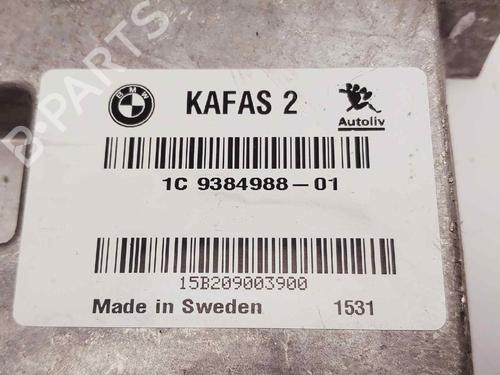 BMW
KAFAS 2
Autoliv
1C 9384988-01
15B209003900
Made in Sweden 1531
B-Parts